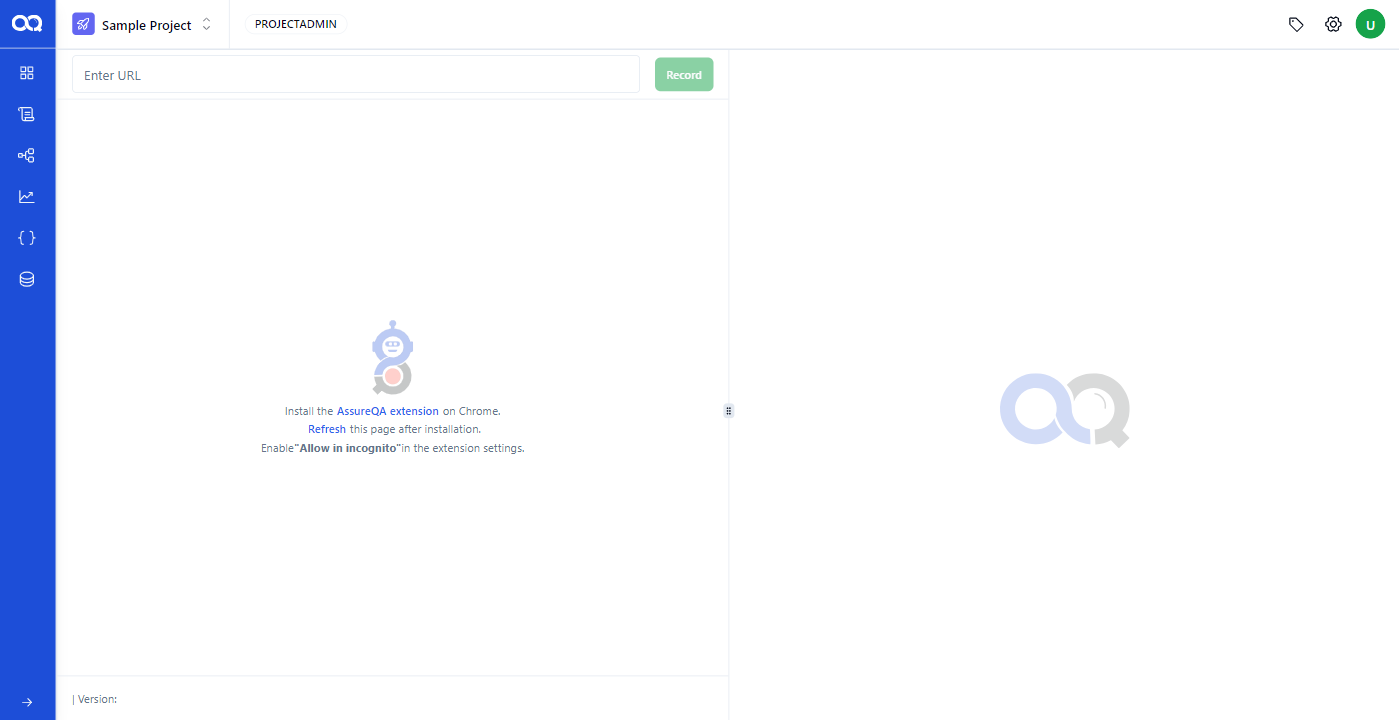 Sample Project
PROJECTADMIN
U
Enter URL
Record
Install the AssureQA extension on Chrome.
Refresh this page after installation.
Enable"Allow in incognito"in the extension settings.
| Version: